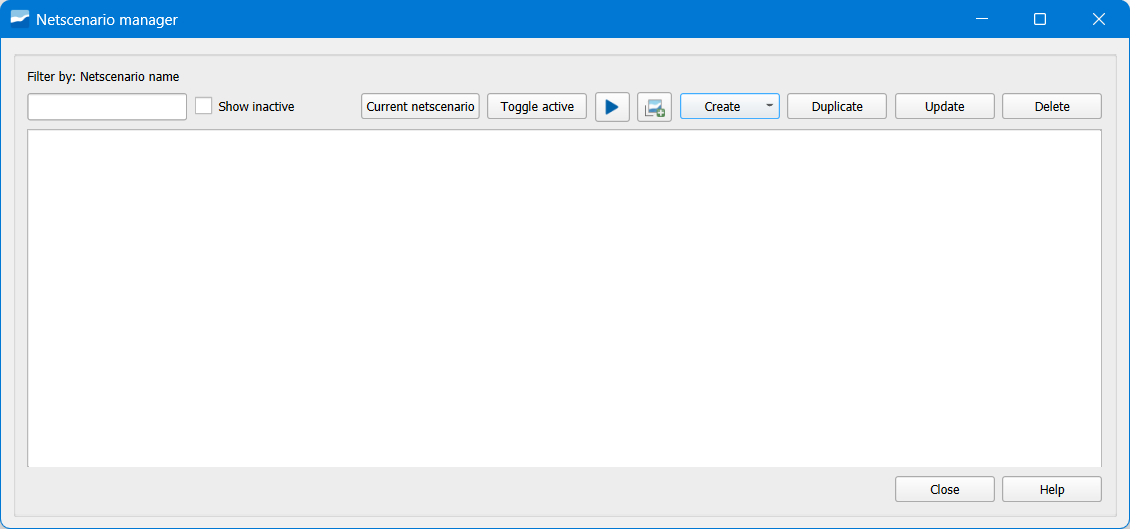 Netscenario manager
Filter by: Netscenario name
Show inactive
Current netscenario
Toggle active
Create
Duplicate
Update
Delete
Close
Help